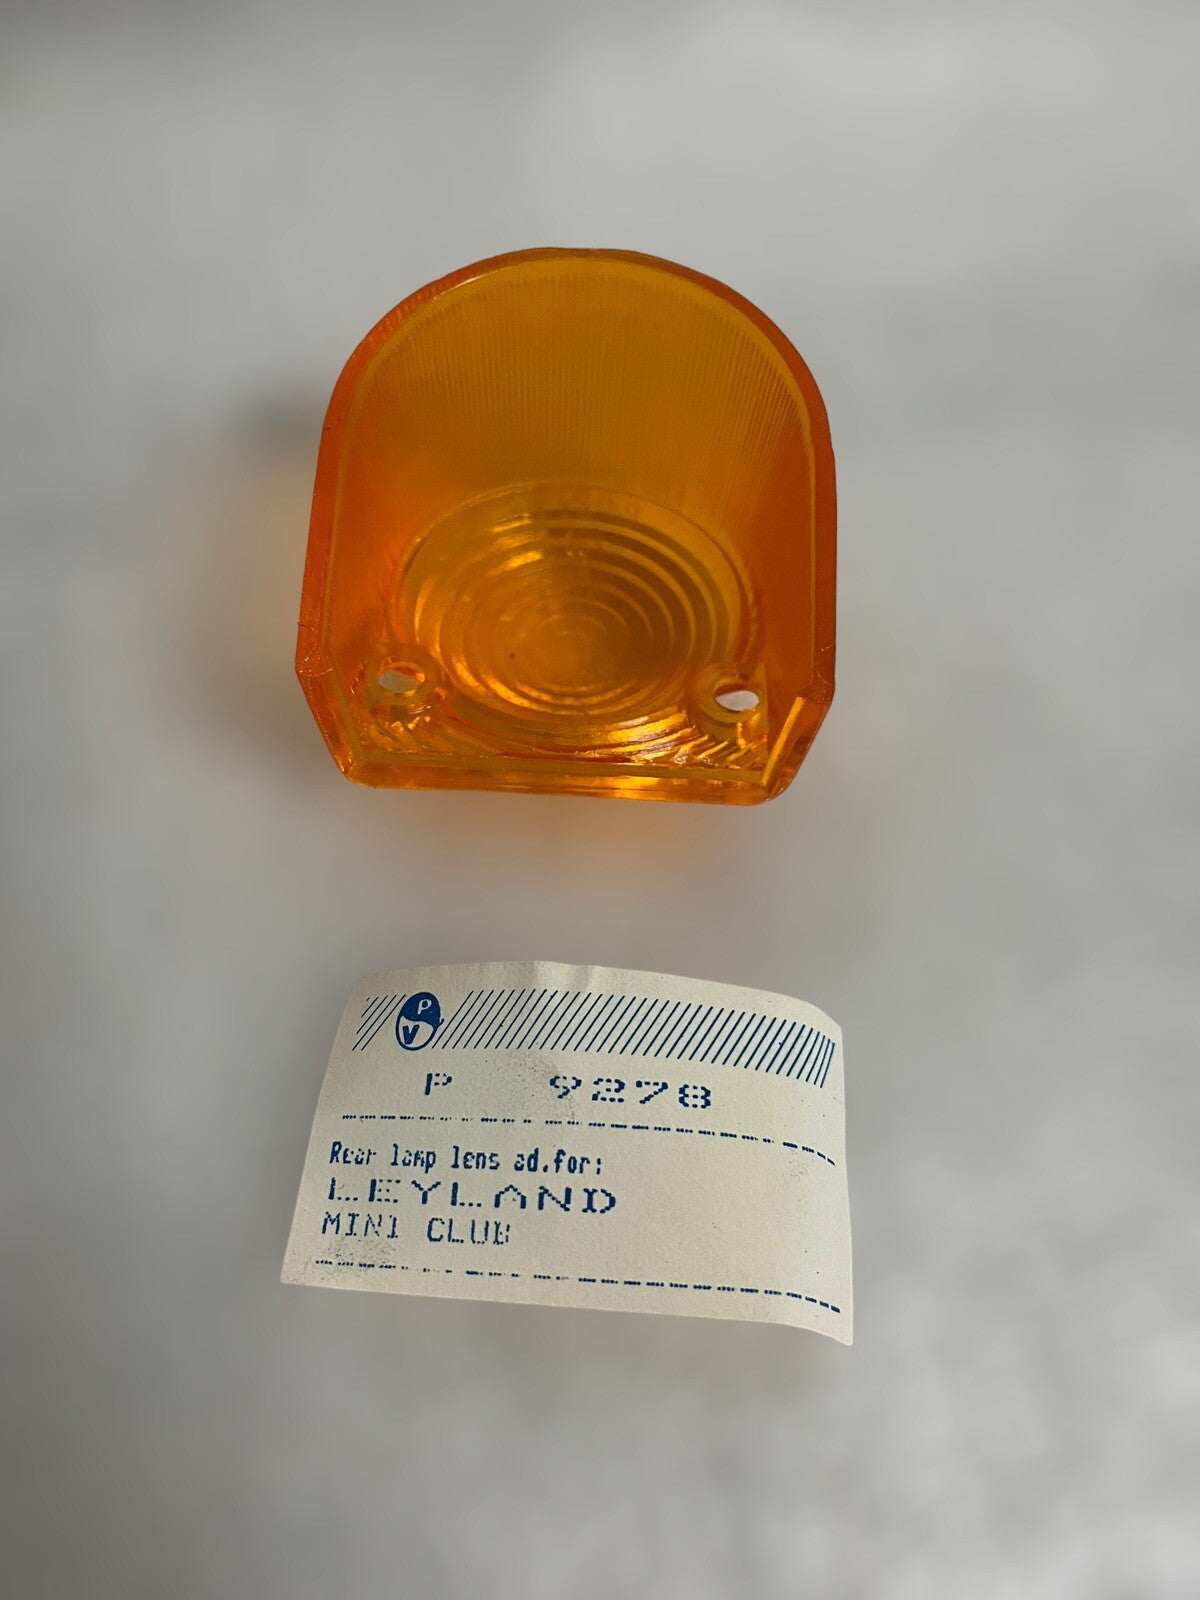 P
V
P 9278
Rear lamp lens ad.for:
LEYLAND
MINI CLUB